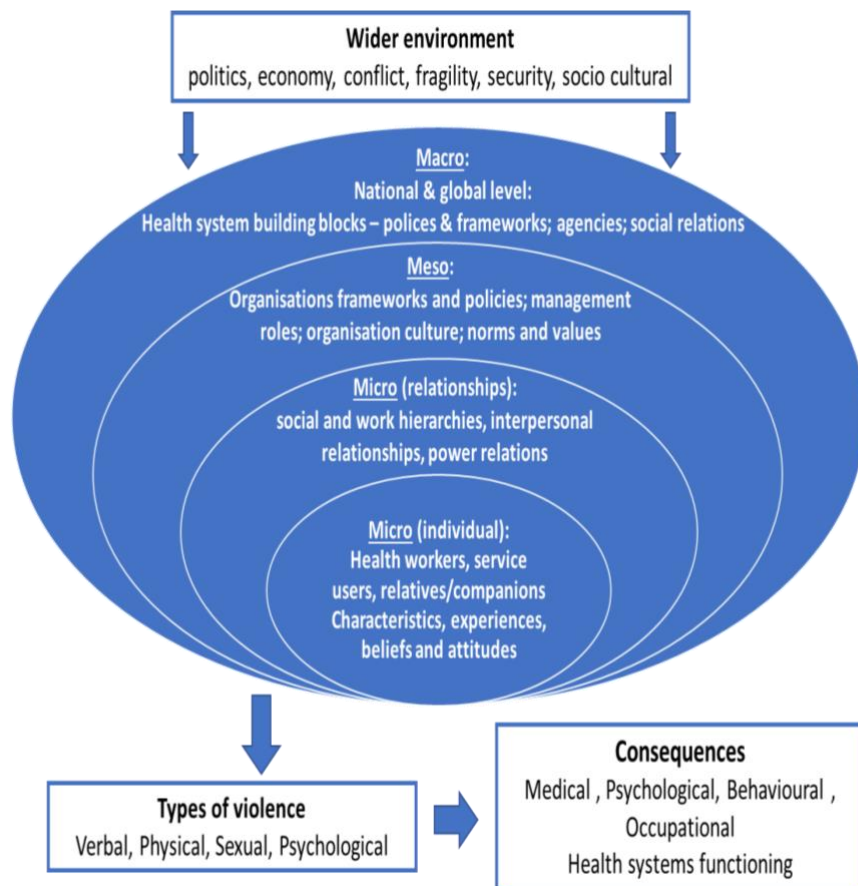 Wider environment
politics, economy, conflict, fragility, security, socio cultural
Macro:
National & global level:
Health system building blocks – polices & frameworks; agencies; social relations
Meso:
Organisations frameworks and policies; management
roles; organisation culture; norms and values
Micro (relationships):
social and work hierarchies, interpersonal
relationships, power relations
Micro (individual):
Health workers, service
users, relatives/companions
Characteristics, experiences,
beliefs and attitudes
Types of violence
Verbal, Physical, Sexual, Psychological
Consequences
Medical , Psychological, Behavioural ,
Occupational
Health systems functioning